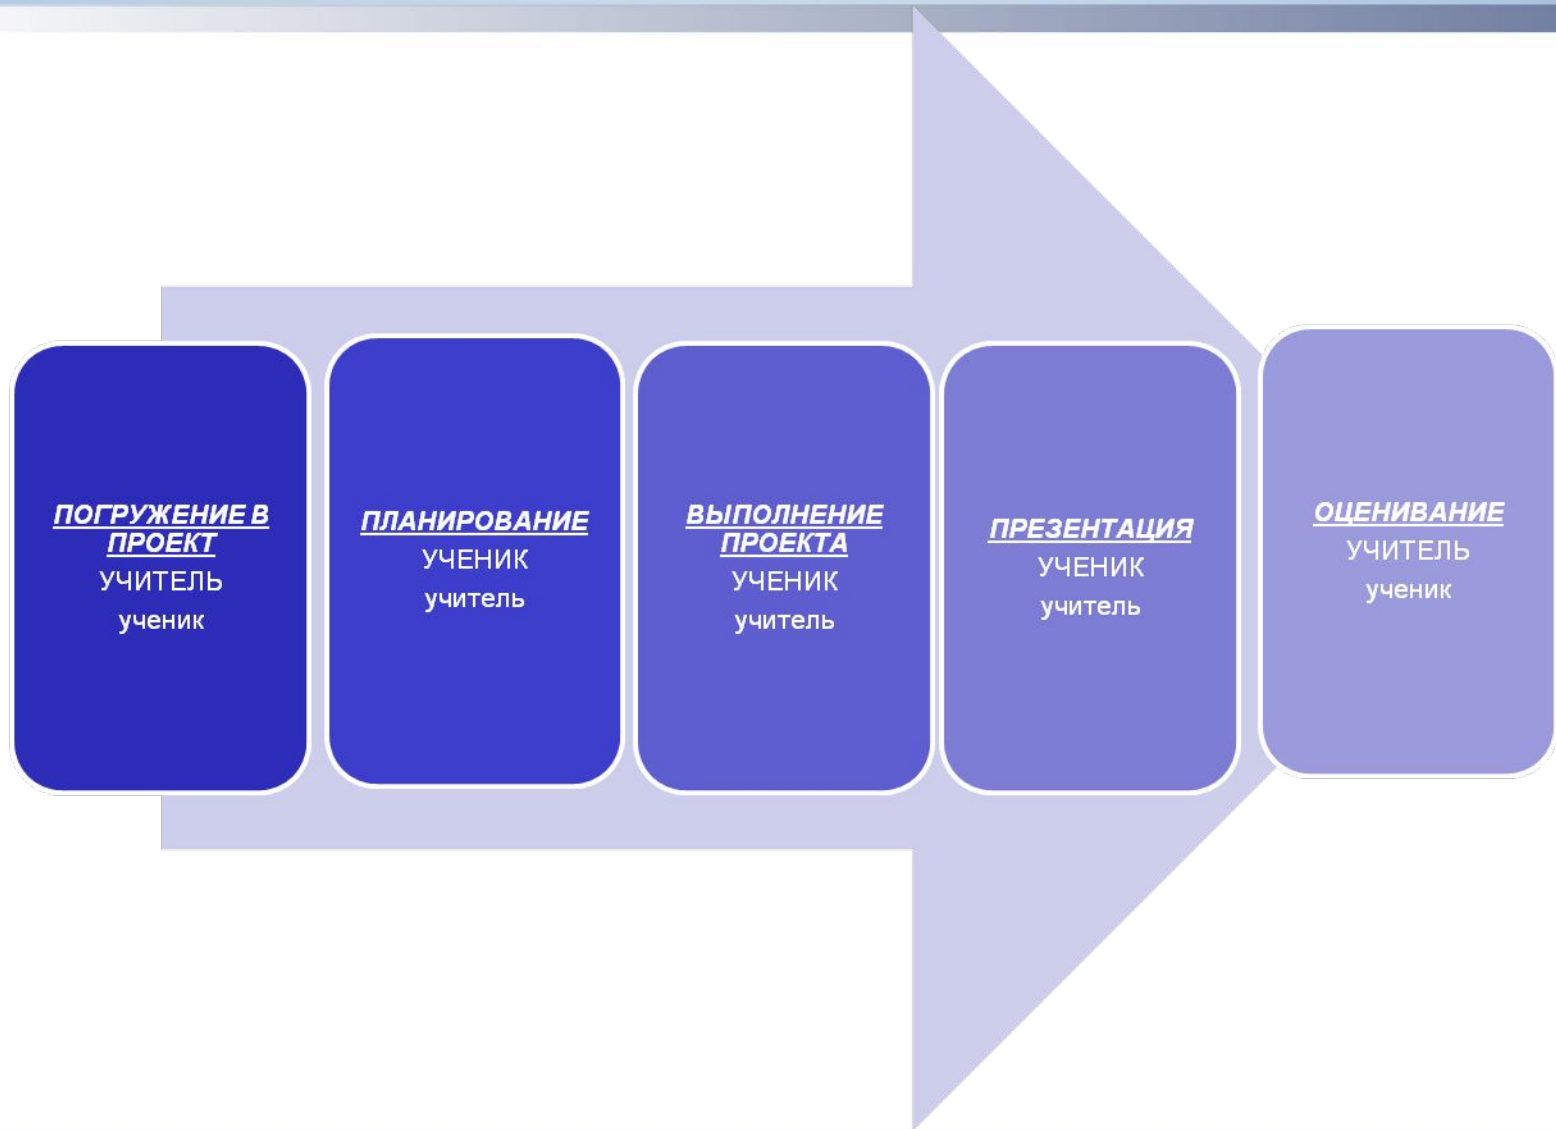 ПОГРУЖЕНИЕ В
ПРОЕКТ
УЧИТЕЛЬ
ученик
ПЛАНИРОВАНИЕ
УЧЕНИК
учитель
ВЫПОЛНЕНИЕ
ПРОЕКТА
УЧЕНИК
учитель
ПРЕЗЕНТАЦИЯ
УЧЕНИК
учитель
ОЦЕНИВАНИЕ
УЧИТЕЛЬ
ученик